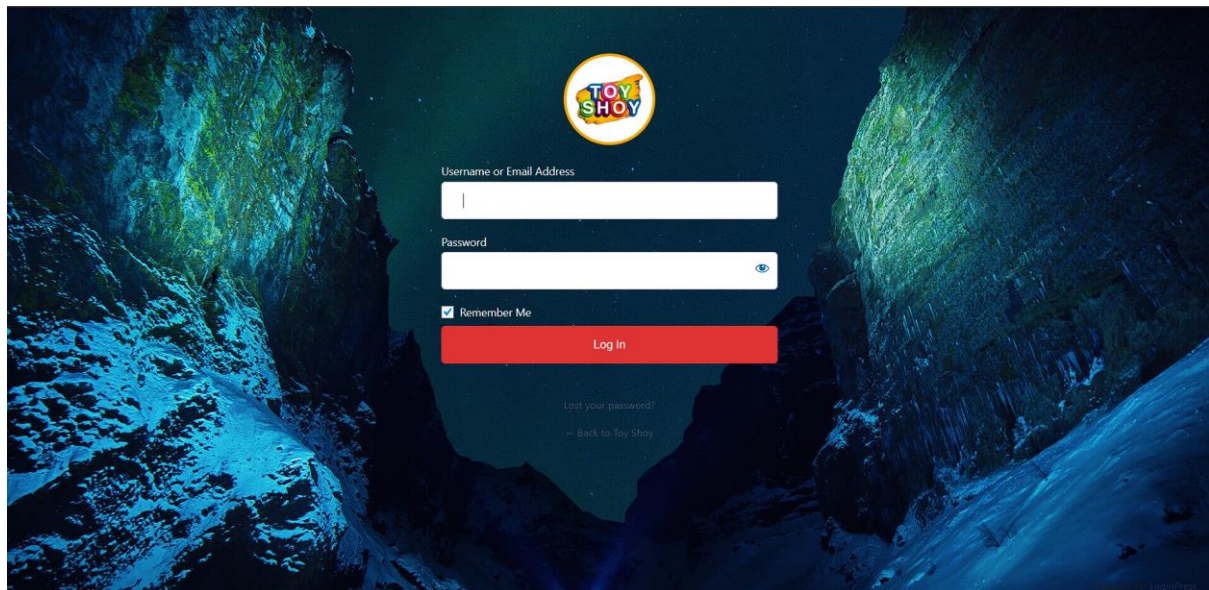 TOY
SHOY
Username or Email Address
Password
Remember Me
Log In
Lost your password?
← Back to Toy Shoy
LoginPress